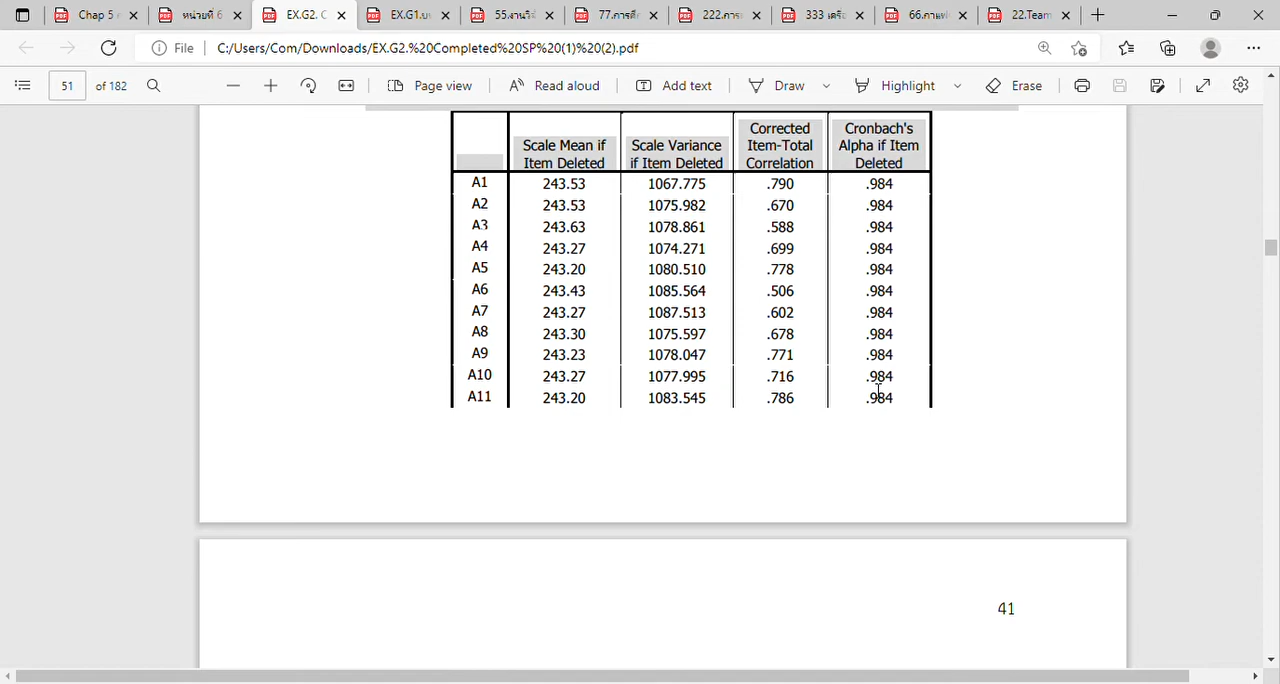 Chap 5
หน่วยที่ 6
EX.G2. C
EX.G1.บ
55.งานวิ
77.การศึ
222.การ
333 เครื
66.กาแฟ
22.Team
File C:/Users/Com/Downloads/EX.G2.%20Completed%20SP%20(1)%20(2).pdf
51 of 182 Page view Read aloud Add text Draw Highlight Erase
Scale Mean if Item Deleted
Scale Variance if Item Deleted
Corrected Item-Total Correlation
Cronbach's Alpha if Item Deleted
A1 243.53 1067.775 .790 .984
A2 243.53 1075.982 .670 .984
A3 243.63 1078.861 .588 .984
A4 243.27 1074.271 .699 .984
A5 243.20 1080.510 .778 .984
A6 243.43 1085.564 .506 .984
A7 243.27 1087.513 .602 .984
A8 243.30 1075.597 .678 .984
A9 243.23 1078.047 .771 .984
A10 243.27 1077.995 .716 .984
A11 243.20 1083.545 .786 .984
41